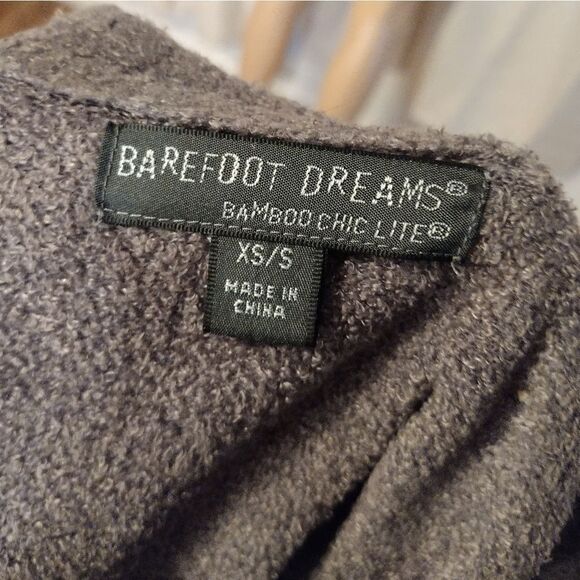 BAREFOOT DREAMS®
BAMBOO CHIC LITE®
XS/S
MADE IN
CHINA